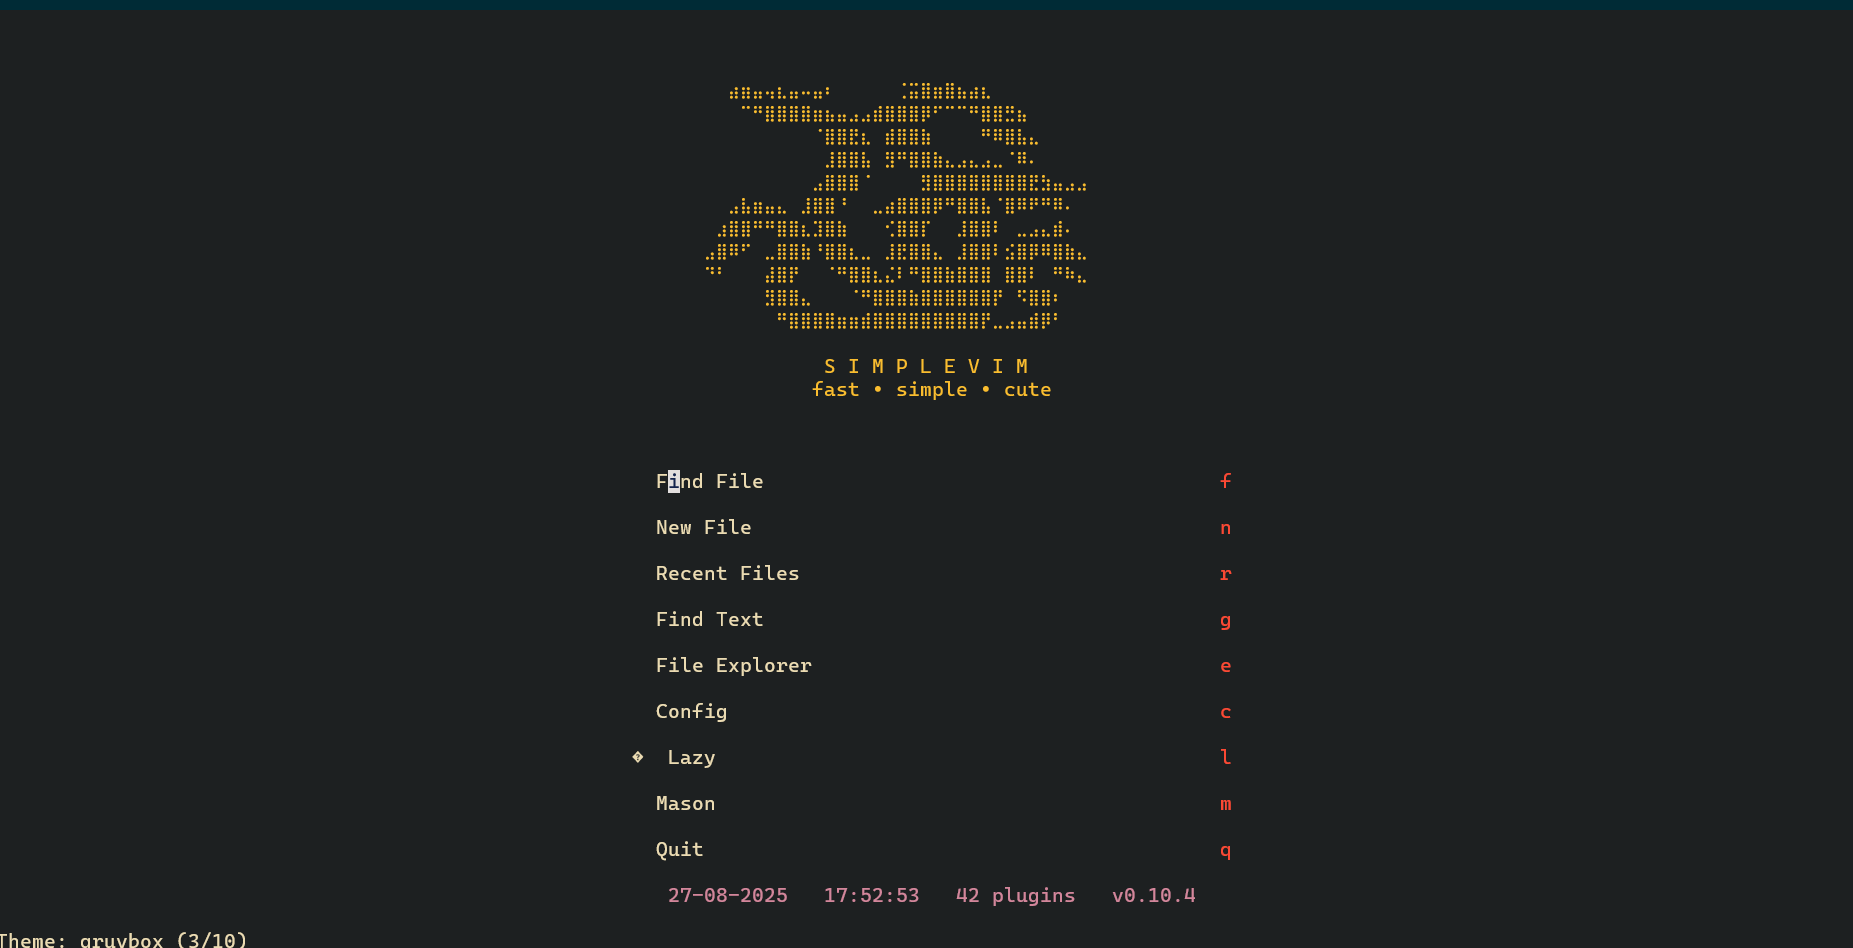 S I M P L E V I M
fast • simple • cute
Find File f
New File n
Recent Files r
Find Text g
File Explorer e
Config c
� Lazy l
Mason m
Quit q
27-08-2025 17:52:53 42 plugins v0.10.4
Theme: gruvbox (3/10)